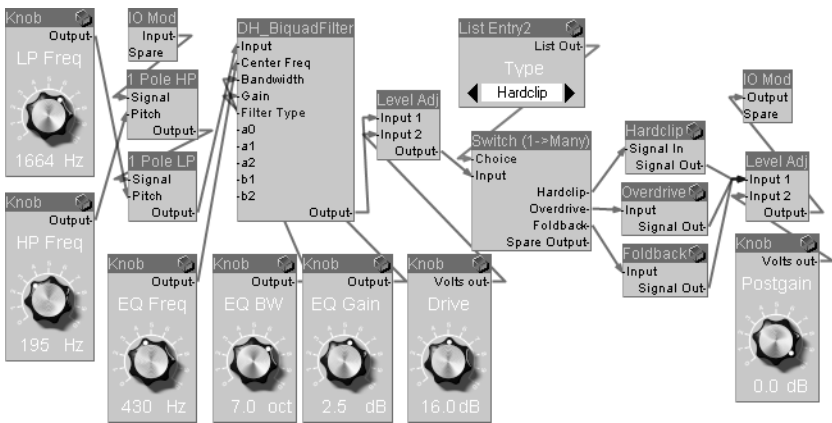 Knob
Output
LP Freq
1664 Hz
IO Mod
Input
Spare
1 Pole HP
Signal
Pitch
Output
1 Pole LP
Signal
Pitch
Output
Knob
Output
HP Freq
195 Hz
DH_BiquadFilter
Input
Center Freq
Bandwidth
Gain
Filter Type
a0
a1
a2
b1
b2
Output
Knob
Output
EQ Freq
430 Hz
Knob
Output
EQ BW
7.0 oct
Knob
Output
EQ Gain
2.5 dB
Knob
Volts out
Drive
16.0 dB
Level Adj
Input 1
Input 2
Output
List Entry2
List Out
Type
Hardclip
Switch (1->Many)
Choice
Input
Hardclip
Overdrive
Foldback
Spare Output
Hardclip
Signal In
Signal Out
Overdrive
Input
Signal Out
Foldback
Input
Signal Out
IO Mod
Output
Spare
Level Adj
Input 1
Input 2
Output
Knob
Volts out
Postgain
0.0 dB